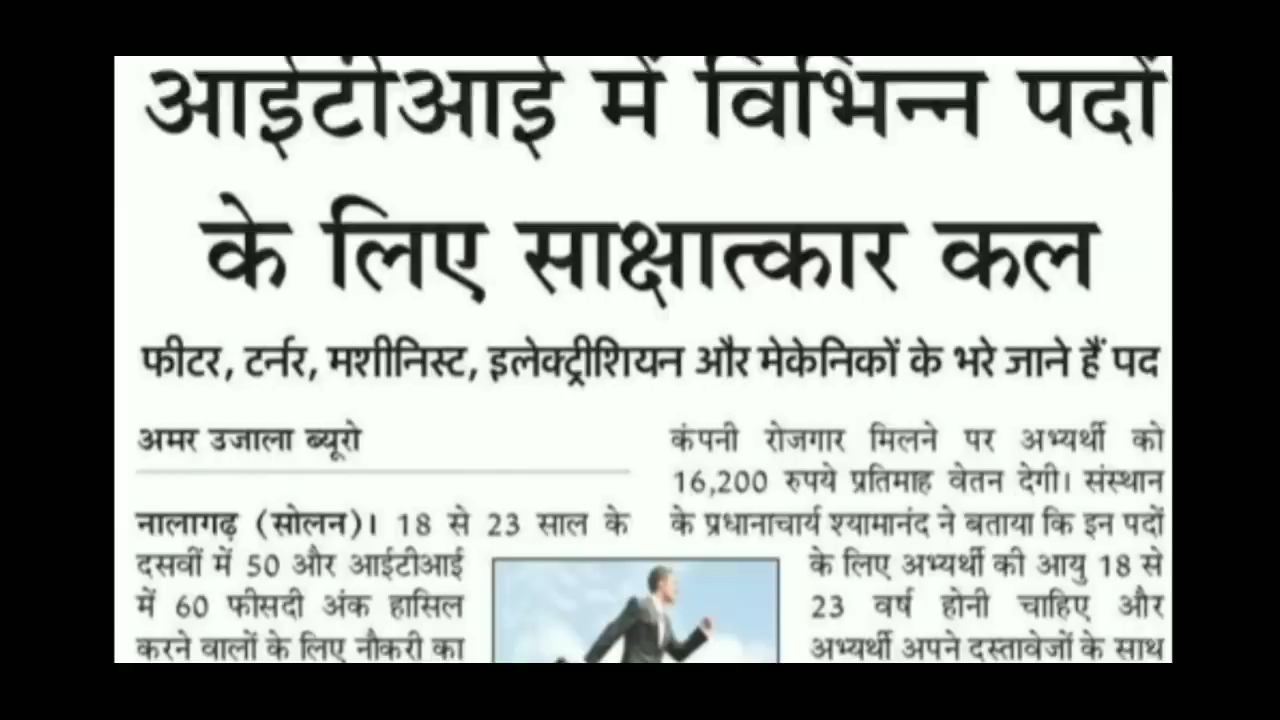 आईटीआई में विभिन्न पदों
के लिए साक्षात्कार कल
फीटर, टर्नर, मशीनिस्ट, इलेक्ट्रीशियन और मेकेनिकों के भरे जाने हैं पद
अमर उजाला ब्यूरो
नालागढ़ (सोलन)। 18 से 23 साल के
दसवीं में 50 और आईटीआई
में 60 फीसदी अंक हासिल
करने वालों के लिए नौकरी का
कंपनी रोजगार मिलने पर अभ्यर्थी को
16,200 रुपये प्रतिमाह वेतन देगी। संस्थान
के प्रधानाचार्य श्यामानंद ने बताया कि इन पदों
के लिए अभ्यर्थी की आयु 18 से
23 वर्ष होनी चाहिए और
अभ्यर्थी अपने दस्तावेजों के साथ